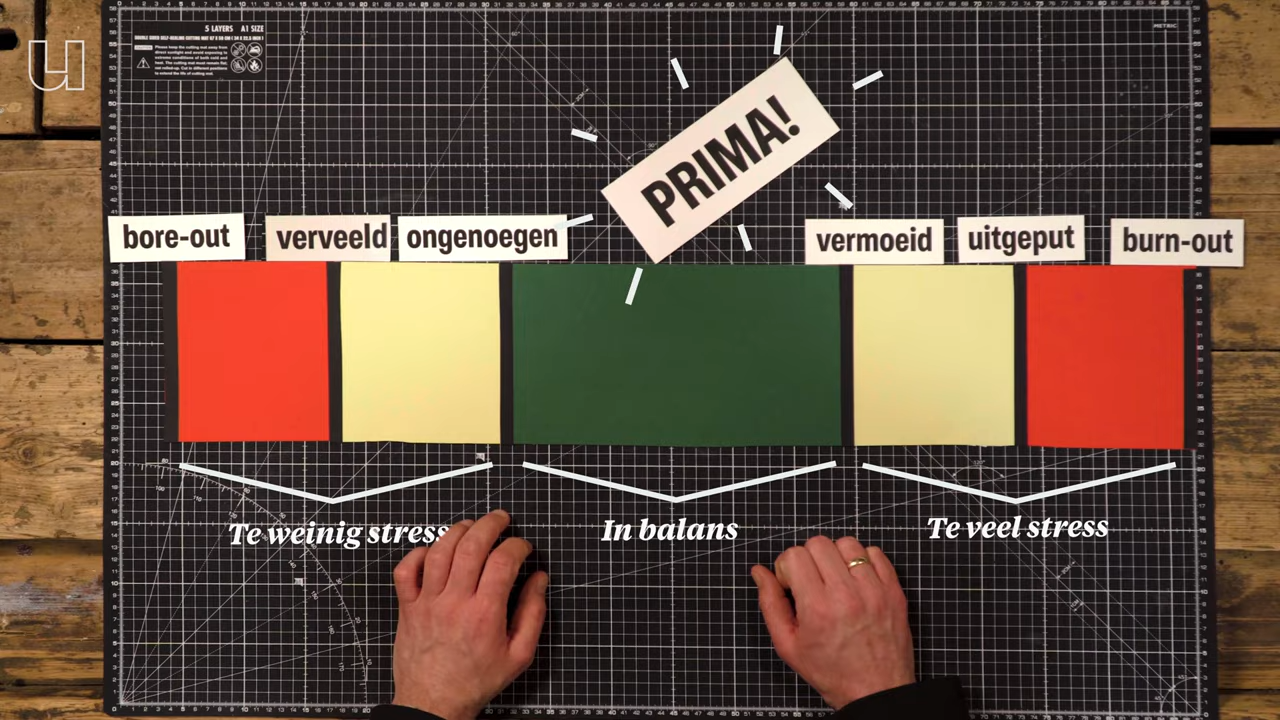 u
5 LAYERS A1 SIZE
METRIC
PRIMA!
bore-out
verveeld
ongenoegen
vermoeid
uitgeput
burn-out
Te weinig stress
In balans
Te veel stress